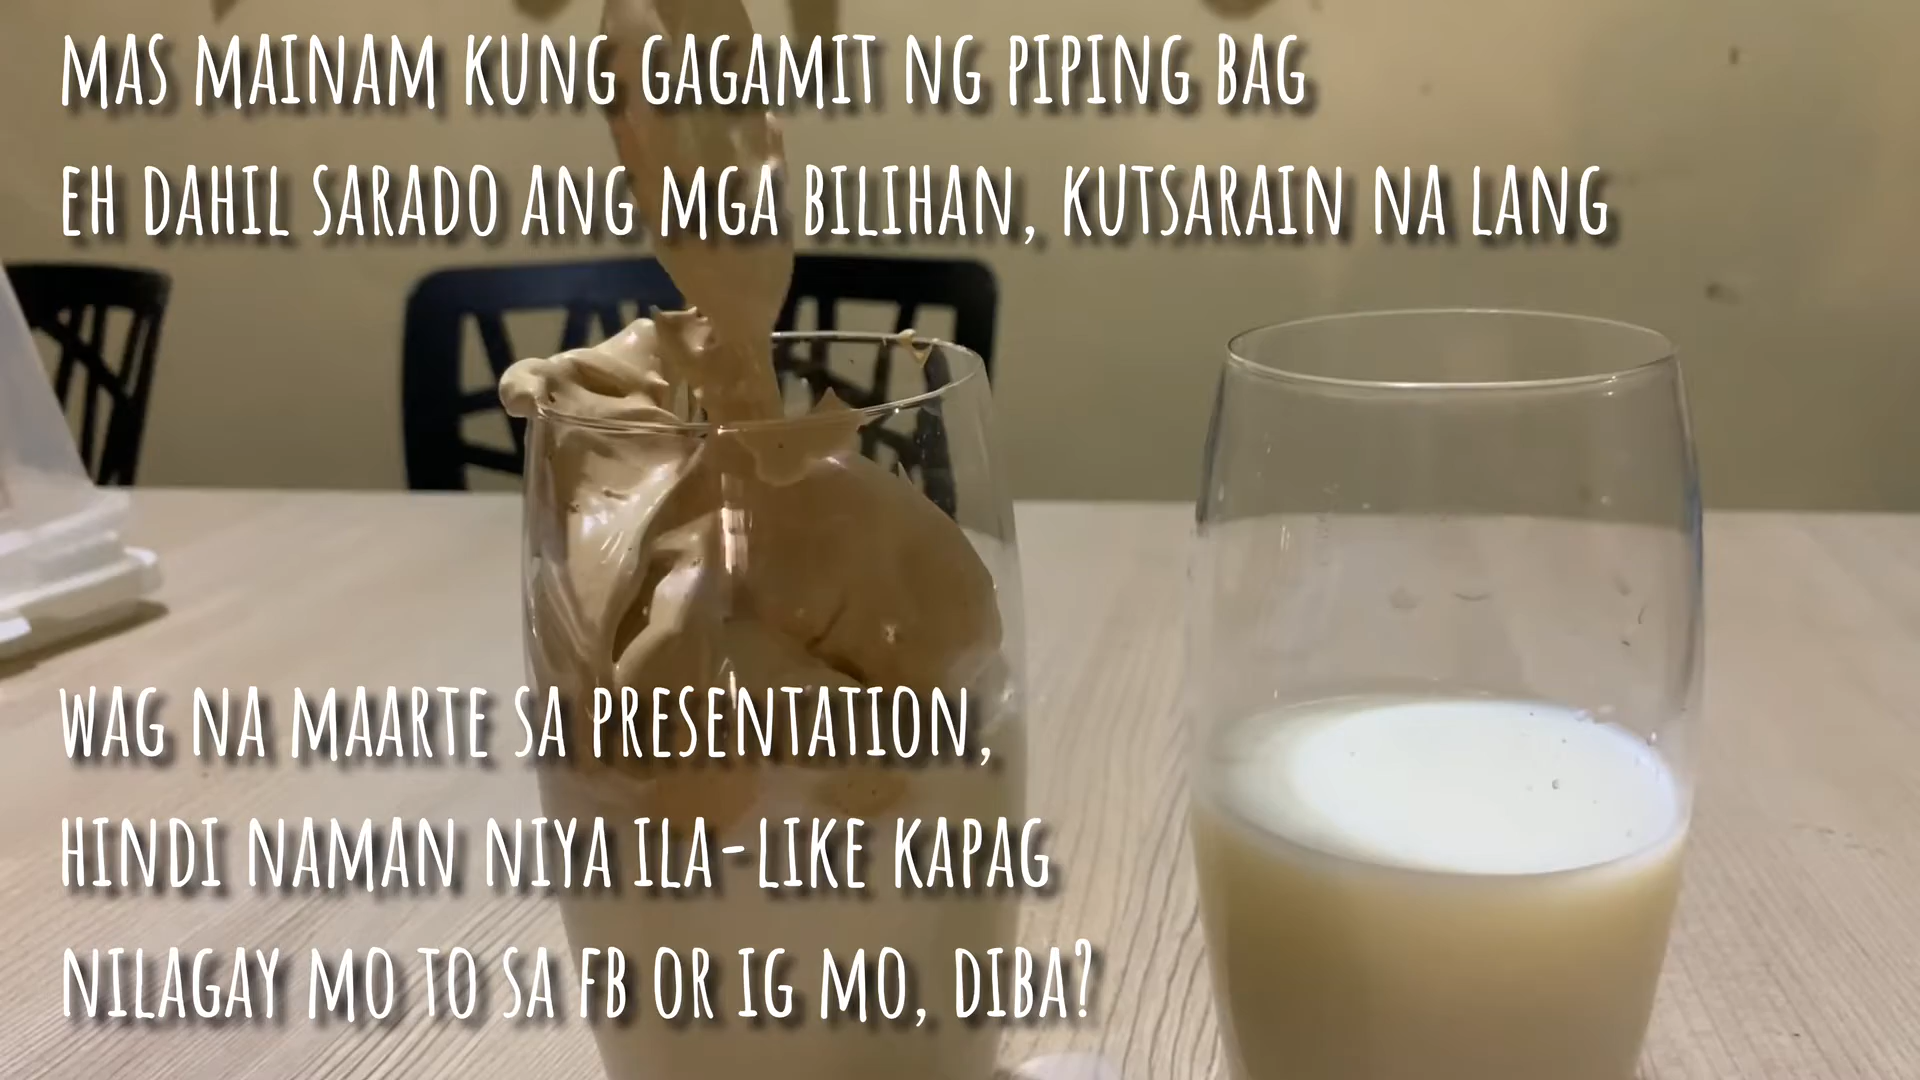 MAS MAINAM KUNG GAGAMIT NG PIPING BAG
EH DAHIL SARADO ANG MGA BILIHAN, KUTSARAIN NA LANG
WAG NA MAARTE SA PRESENTATION,
HINDI NAMAN NIYA ILA-LIKE KAPAG
NILAGAY MO TO SA FB OR IG MO, DIBA?